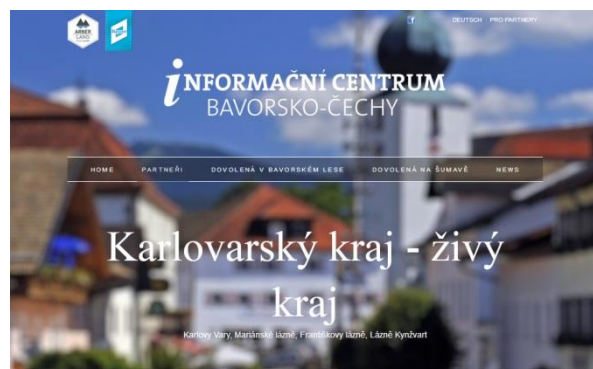 ARBER
LAND
DEUTSCH PRO PARTNERY
iNFORMAČNÍ CENTRUM
BAVORSKO-ČECHY
HOME PARTNEŘI DOVOLENÁ V BAVORSKÉM LESE DOVOLENÁ NA ŠUMAVĚ NEWS
Karlovarský kraj - živý
kraj
Karlovy Vary, Mariánské lázně, Františkovy lázně, Lázně Kynžvart